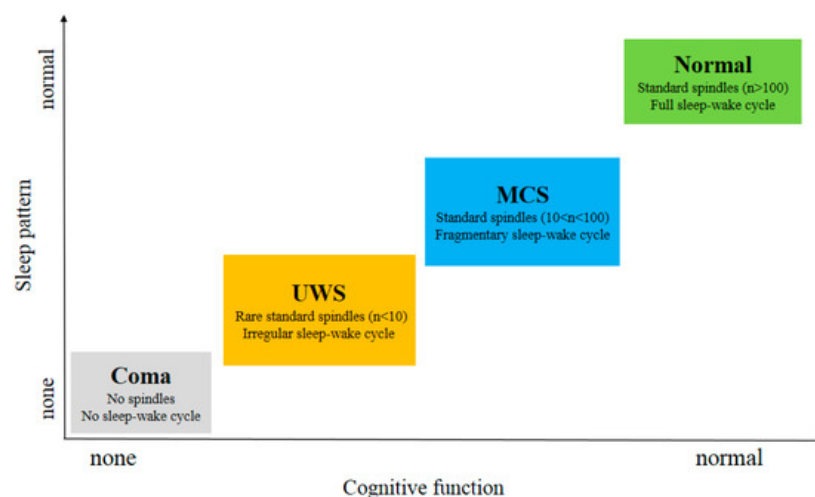 normal
Sleep pattern
none
Normal
Standard spindles (n>100)
Full sleep-wake cycle
MCS
Standard spindles (10<n<100)
Fragmentary sleep-wake cycle
UWS
Rare standard spindles (n<10)
Irregular sleep-wake cycle
Coma
No spindles
No sleep-wake cycle
none
normal
Cognitive function